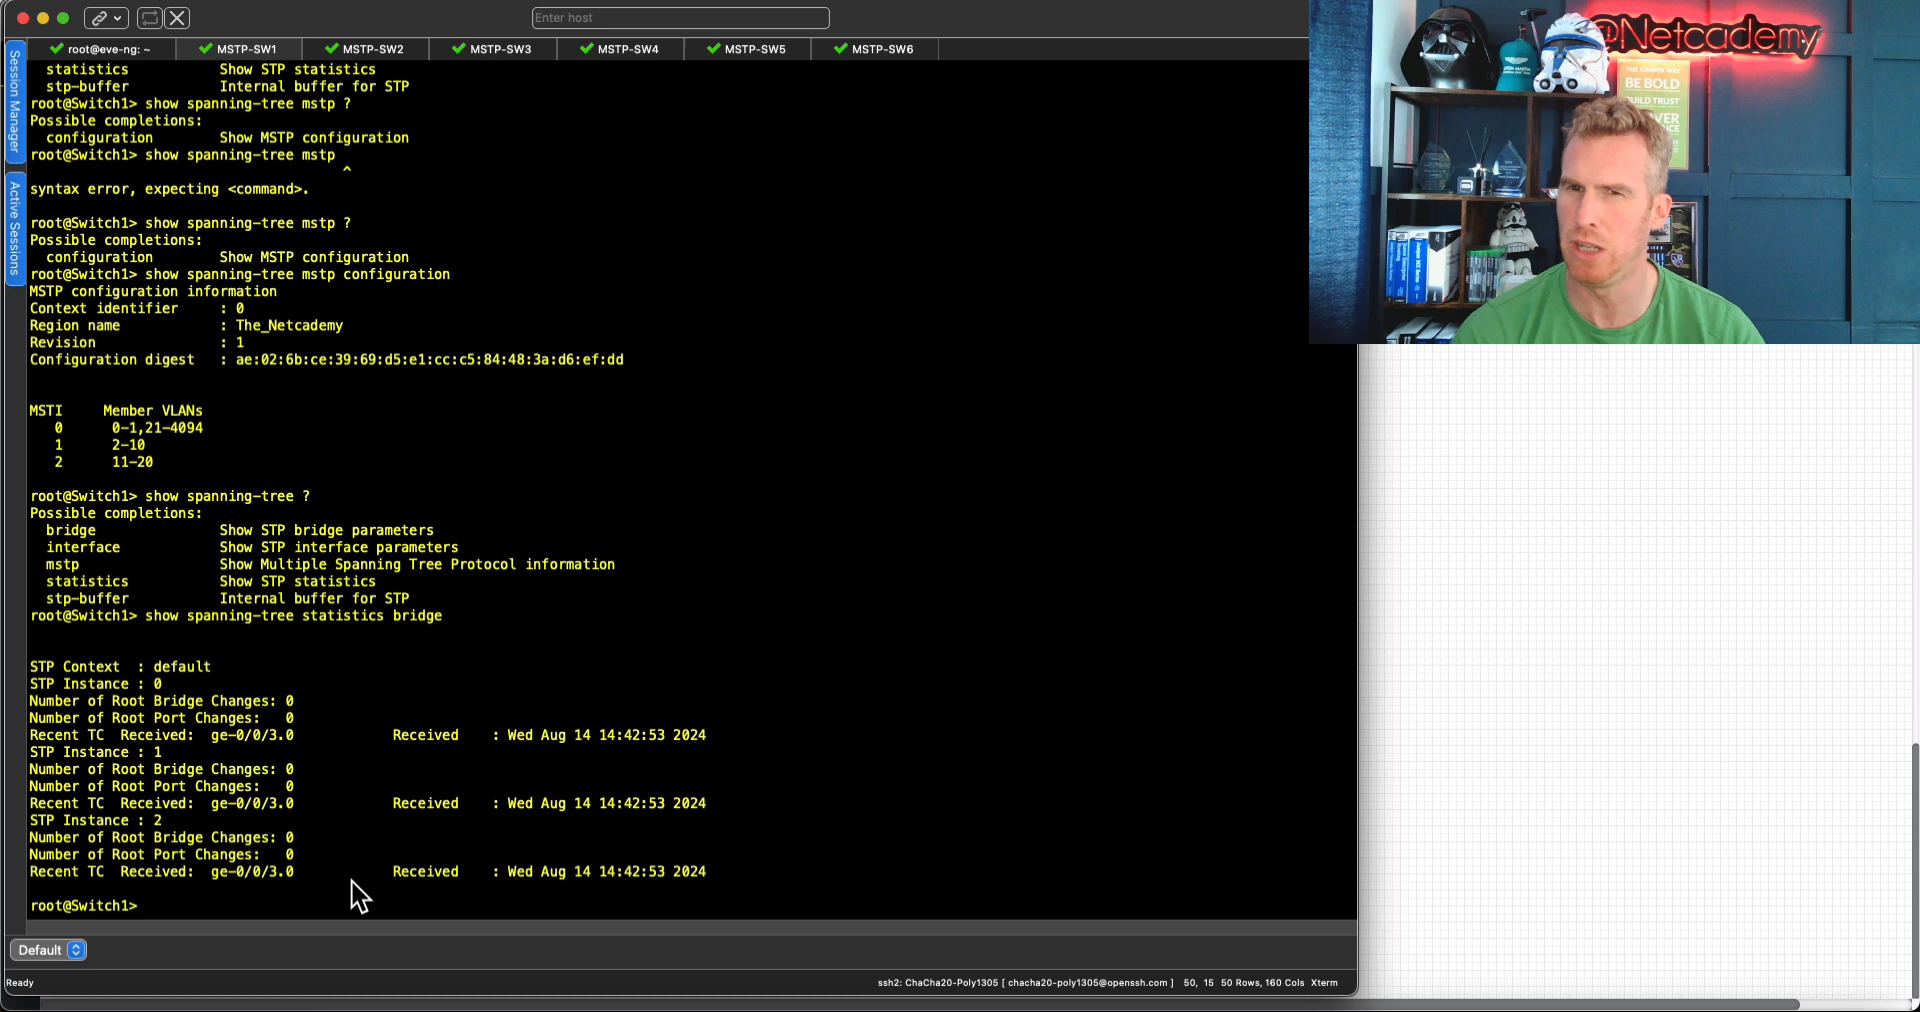 Enter host
root@eve-ng: ~
MSTP-SW1
MSTP-SW2
MSTP-SW3
MSTP-SW4
MSTP-SW5
MSTP-SW6
Session Manager
Active Sessions
statistics Show STP statistics
stp-buffer Internal buffer for STP
root@Switch1> show spanning-tree mstp ?
Possible completions:
configuration Show MSTP configuration
root@Switch1> show spanning-tree mstp
^
syntax error, expecting <command>.
root@Switch1> show spanning-tree mstp ?
Possible completions:
configuration Show MSTP configuration
root@Switch1> show spanning-tree mstp configuration
MSTP configuration information
Context identifier : 0
Region name : The_Netcademy
Revision : 1
Configuration digest : ae:02:6b:ce:39:69:d5:e1:cc:c5:84:48:3a:d6:ef:dd
MSTI Member VLANs
0 0-1,21-4094
1 2-10
2 11-20
root@Switch1> show spanning-tree ?
Possible completions:
bridge Show STP bridge parameters
interface Show STP interface parameters
mstp Show Multiple Spanning Tree Protocol information
statistics Show STP statistics
stp-buffer Internal buffer for STP
root@Switch1> show spanning-tree statistics bridge
STP Context : default
STP Instance : 0
Number of Root Bridge Changes: 0
Number of Root Port Changes: 0
Recent TC Received: ge-0/0/3.0 Received : Wed Aug 14 14:42:53 2024
STP Instance : 1
Number of Root Bridge Changes: 0
Number of Root Port Changes: 0
Recent TC Received: ge-0/0/3.0 Received : Wed Aug 14 14:42:53 2024
STP Instance : 2
Number of Root Bridge Changes: 0
Number of Root Port Changes: 0
Recent TC Received: ge-0/0/3.0 Received : Wed Aug 14 14:42:53 2024
root@Switch1>
Default
Ready
ssh2: ChaCha20-Poly1305 [ chacha20-poly1305@openssh.com ] 50, 15 50 Rows, 160 Cols Xterm
@Netcademy
THE JUNIPER WAY
BE BOLD
BUILD TRUST